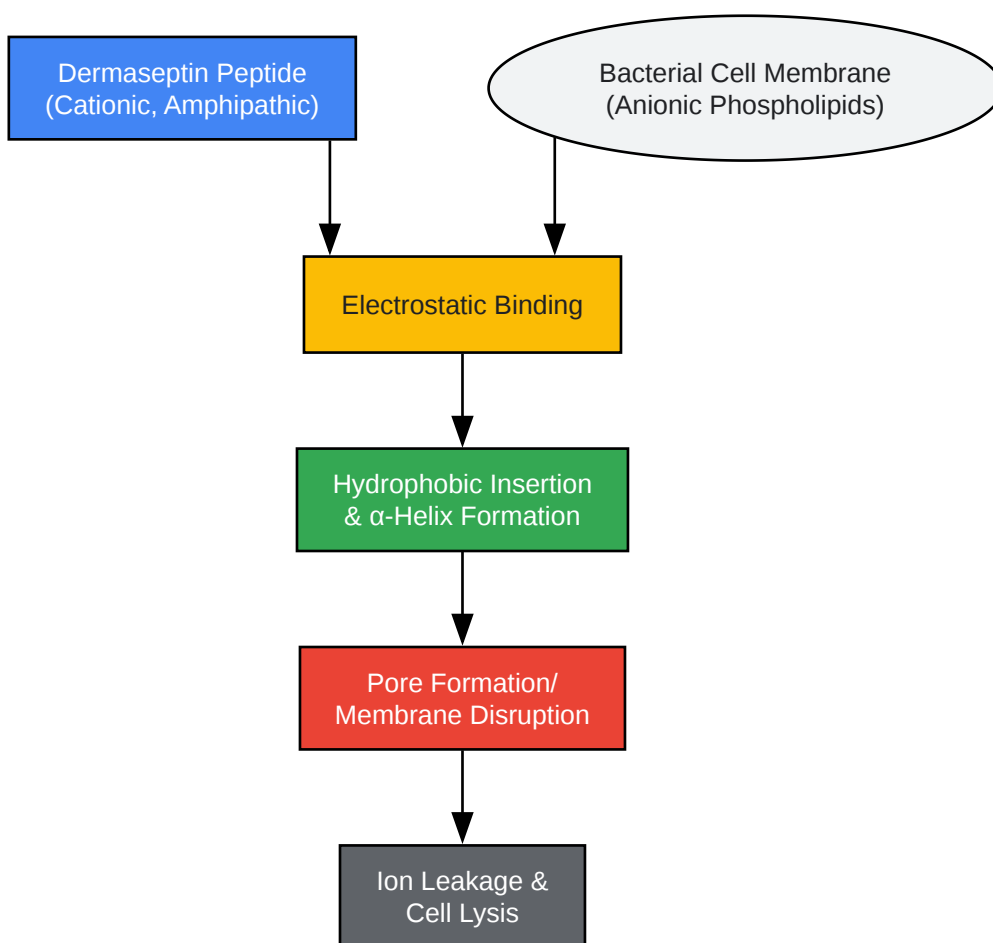 Dermaseptin Peptide
(Cationic, Amphipathic)
Bacterial Cell Membrane
(Anionic Phospholipids)
Electrostatic Binding
Hydrophobic Insertion
& α-Helix Formation
Pore Formation/
Membrane Disruption
Ion Leakage &
Cell Lysis